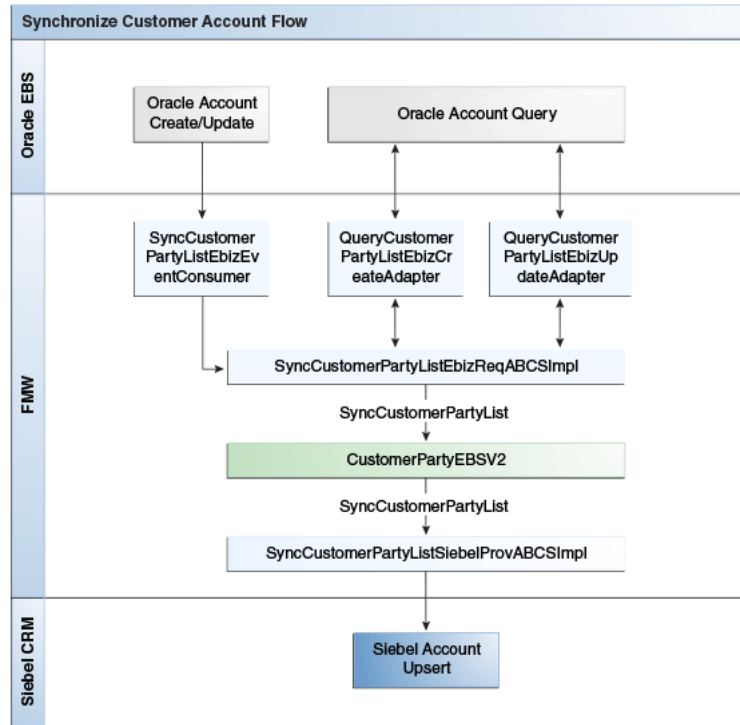 Synchronize Customer Account Flow
Oracle EBS
Oracle Account
Create/Update
Oracle Account Query
FMW
SyncCustomer
PartyListEbizEv
entConsumer
QueryCustomer
PartyListEbizCr
eateAdapter
QueryCustomer
PartyListEbizUp
dateAdapter
SyncCustomerPartyListEbizReqABCSImpl
SyncCustomerPartyList
CustomerPartyEBSV2
SyncCustomerPartyList
SyncCustomerPartyListSiebelProvABCSImpl
Siebel CRM
Siebel Account
Upsert